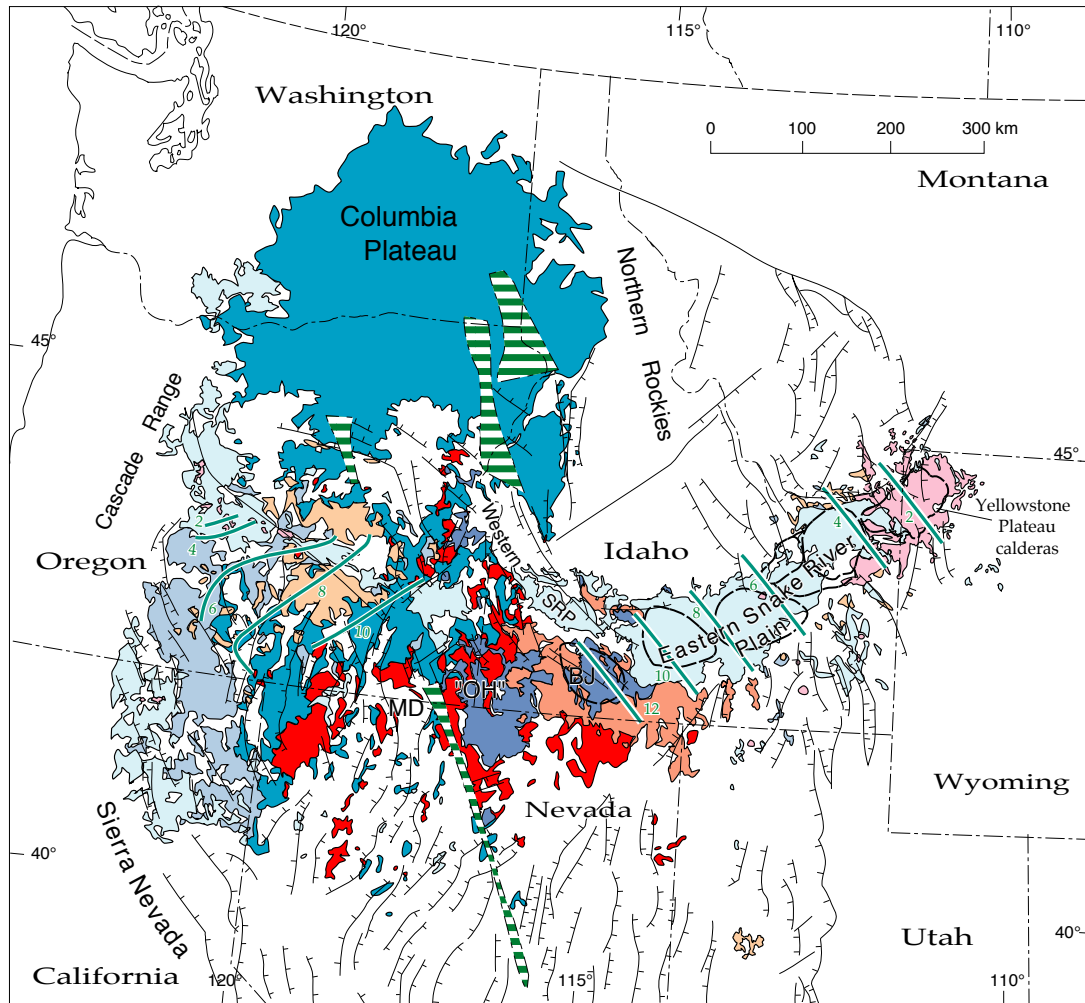 120°
115°
110°
Washington
0 100 200 300 km
Montana
Columbia
Plateau
Northern
Rockies
45°
Cascade Range
45°
Yellowstone
Plateau
calderas
2
4
6
8
10
Oregon
Western
SRP
Idaho
Eastern Snake River
Plain
2
4
6
8
10
12
"OH"
BJ
MD
Nevada
Wyoming
40°
Sierra Nevada
40°
Utah
California
120°
115°
110°